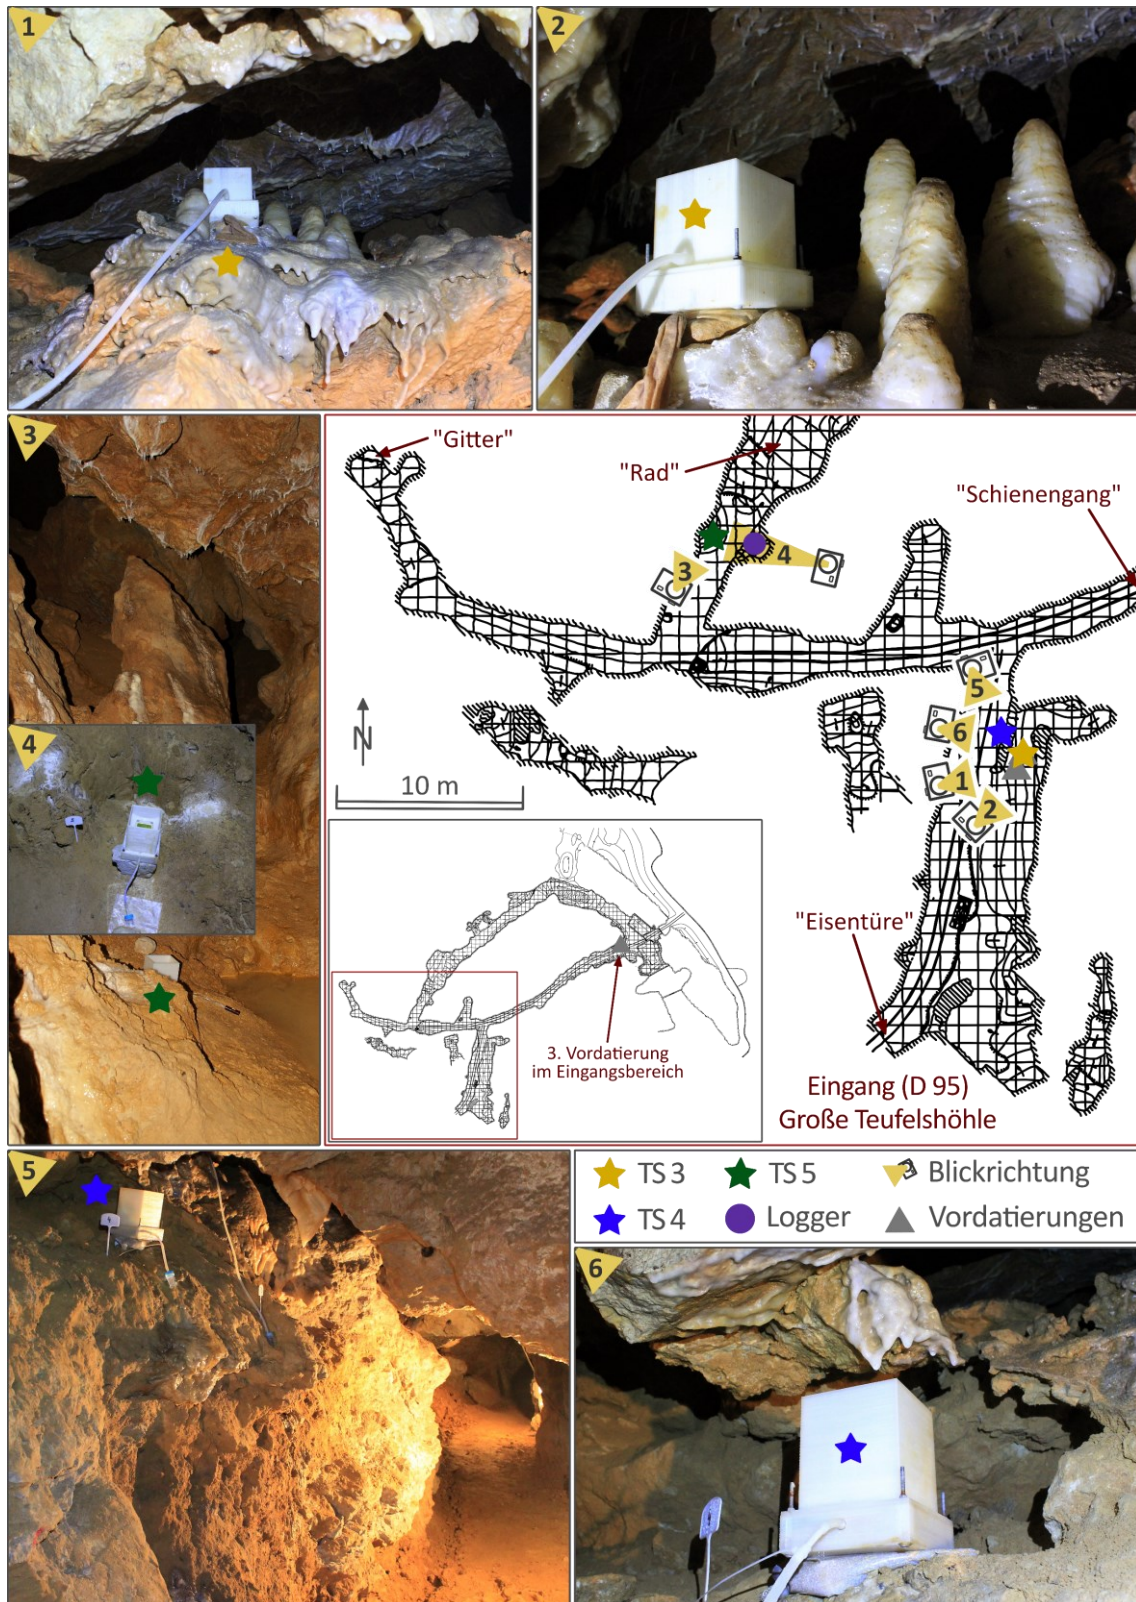 1
2
3
4
"Gitter"
"Rad"
"Schienengang"
3
4
5
6
1
2
N
10 m
"Eisentüre"
3. Vordatierung
im Eingangsbereich
Eingang (D 95)
Große Teufelshöhle
5
TS 3
TS 5
Blickrichtung
TS 4
Logger
Vordatierungen
6